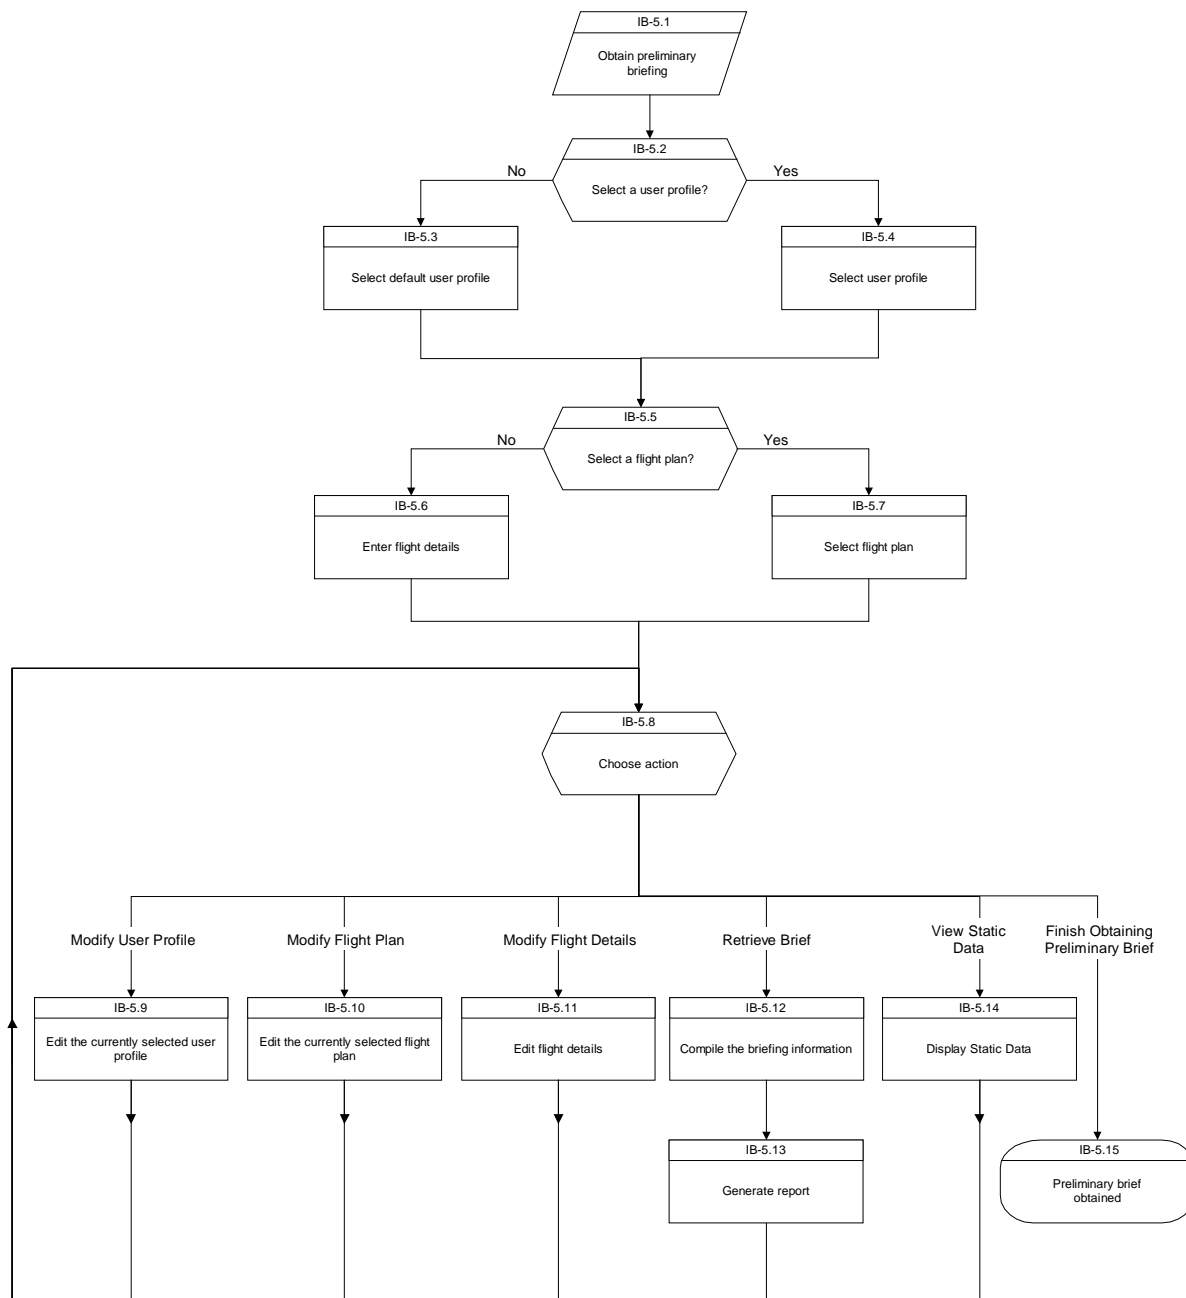 IB-5.1
Obtain preliminary
briefing
IB-5.2
No
Yes
Select a user profile?
IB-5.3
IB-5.4
Select default user profile
Select user profile
IB-5.5
No
Yes
Select a flight plan?
IB-5.6
IB-5.7
Enter flight details
Select flight plan
IB-5.8
Choose action
Modify User Profile
Modify Flight Plan
Modify Flight Details
Retrieve Brief
View Static
Data
Finish Obtaining
Preliminary Brief
IB-5.9
IB-5.10
IB-5.11
IB-5.12
IB-5.14
Edit the currently selected user
profile
Edit the currently selected flight
plan
Edit flight details
Compile the briefing information
Display Static Data
IB-5.13
IB-5.15
Generate report
Preliminary brief
obtained